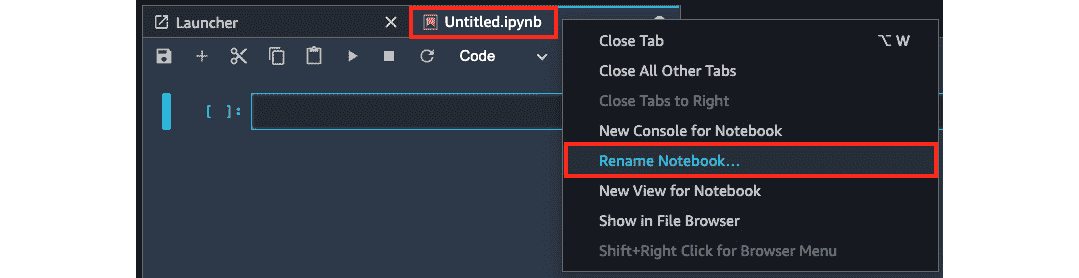 Launcher
Untitled.ipynb
Code
[ ]:
Close Tab ⌥ W
Close All Other Tabs
Close Tabs to Right
New Console for Notebook
Rename Notebook...
New View for Notebook
Show in File Browser
Shift+Right Click for Browser Menu